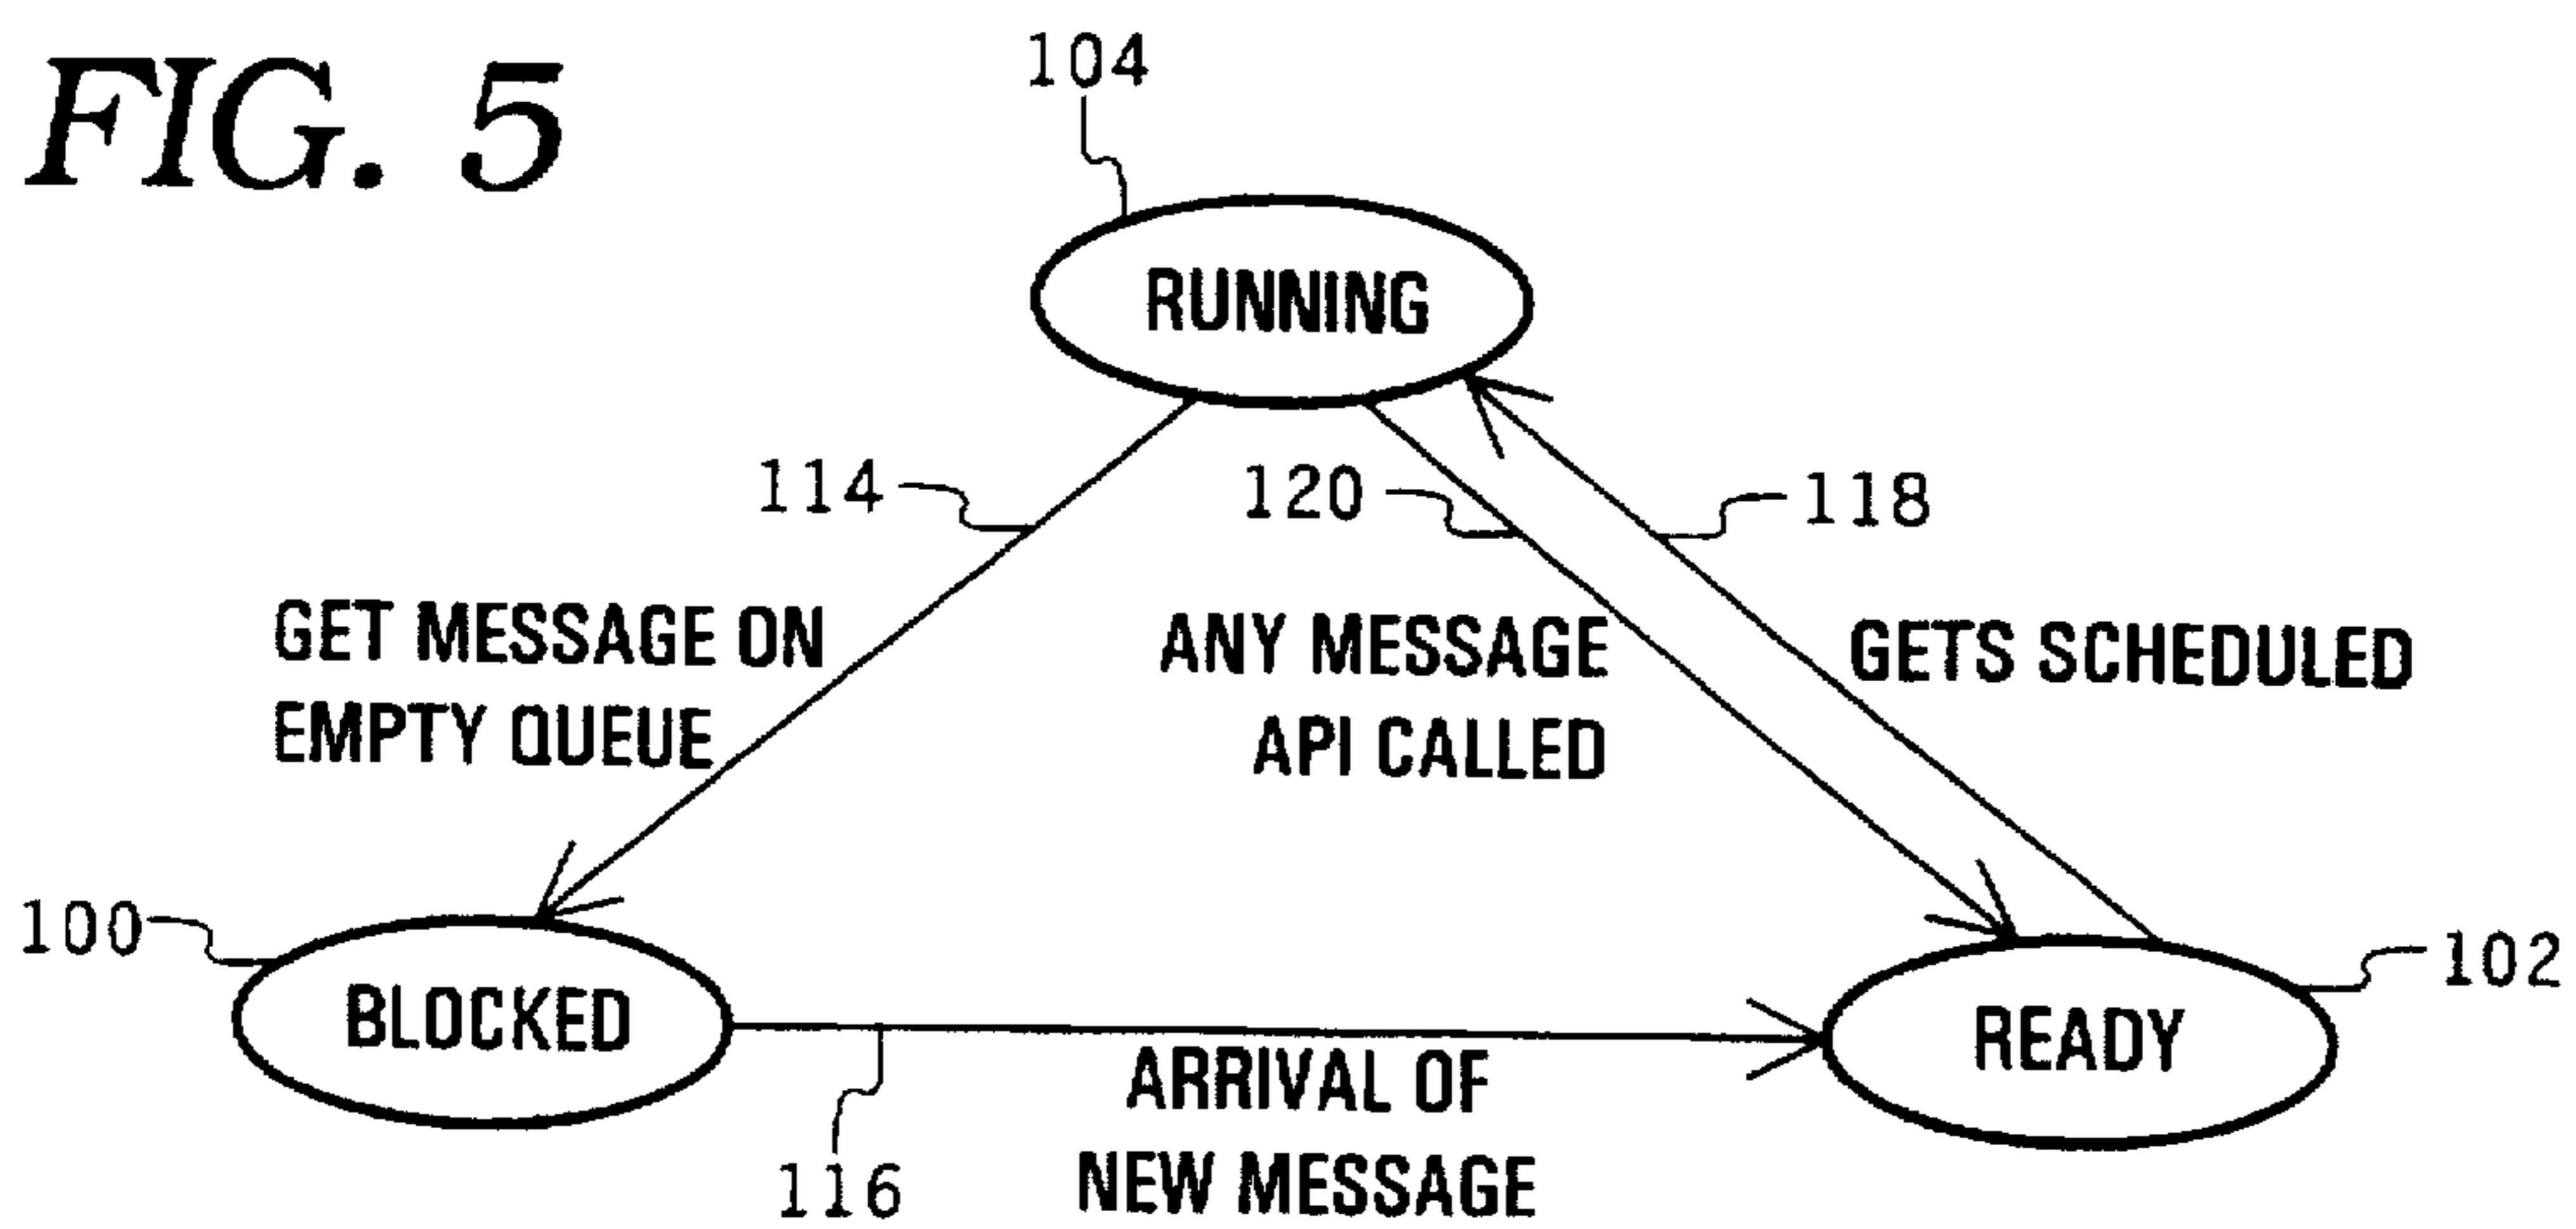 FIG. 5
104
RUNNING
114
120
118
GET MESSAGE ON
EMPTY QUEUE
ANY MESSAGE
API CALLED
GETS SCHEDULED
100
BLOCKED
102
READY
116
ARRIVAL OF
NEW MESSAGE